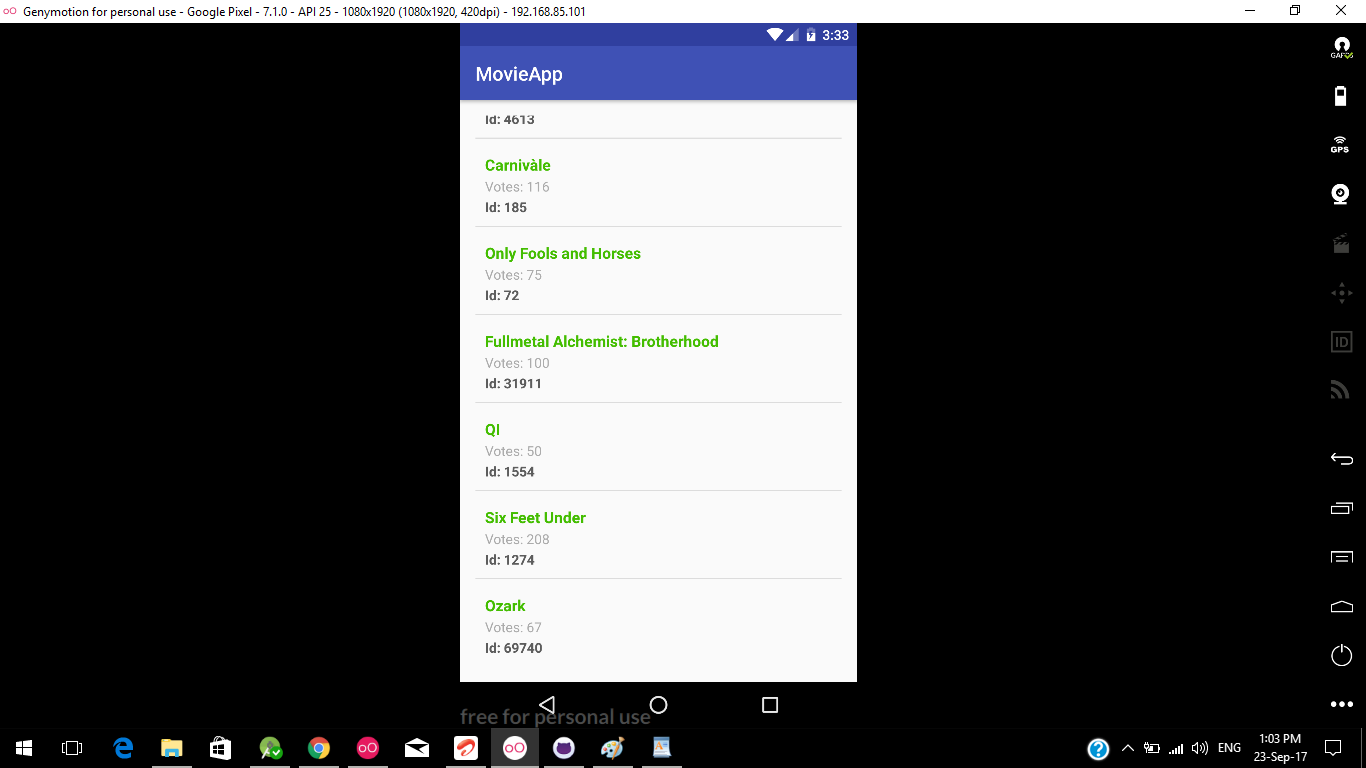 Genymotion for personal use - Google Pixel - 7.1.0 - API 25 - 1080x1920 (1080x1920, 420dpi) - 192.168.85.101
3:33
MovieApp
Id: 4613
Carnivàle
Votes: 116
Id: 185
Only Fools and Horses
Votes: 75
Id: 72
Fullmetal Alchemist: Brotherhood
Votes: 100
Id: 31911
QI
Votes: 50
Id: 1554
Six Feet Under
Votes: 208
Id: 1274
Ozark
Votes: 67
Id: 69740
free for personal use
GPS
ID
ENG
1:03 PM
23-Sep-17